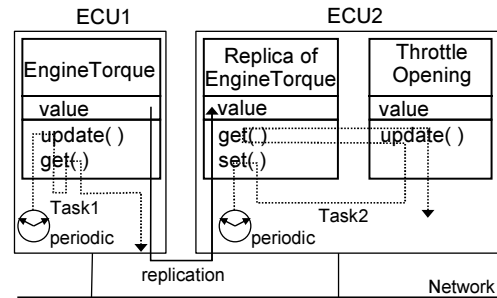 ECU1
ECU2
EngineTorque
value
update( )
get( )
Task1
periodic
Replica of
EngineTorque
value
get( )
set( )
periodic
Throttle
Opening
value
update( )
Task2
replication
Network